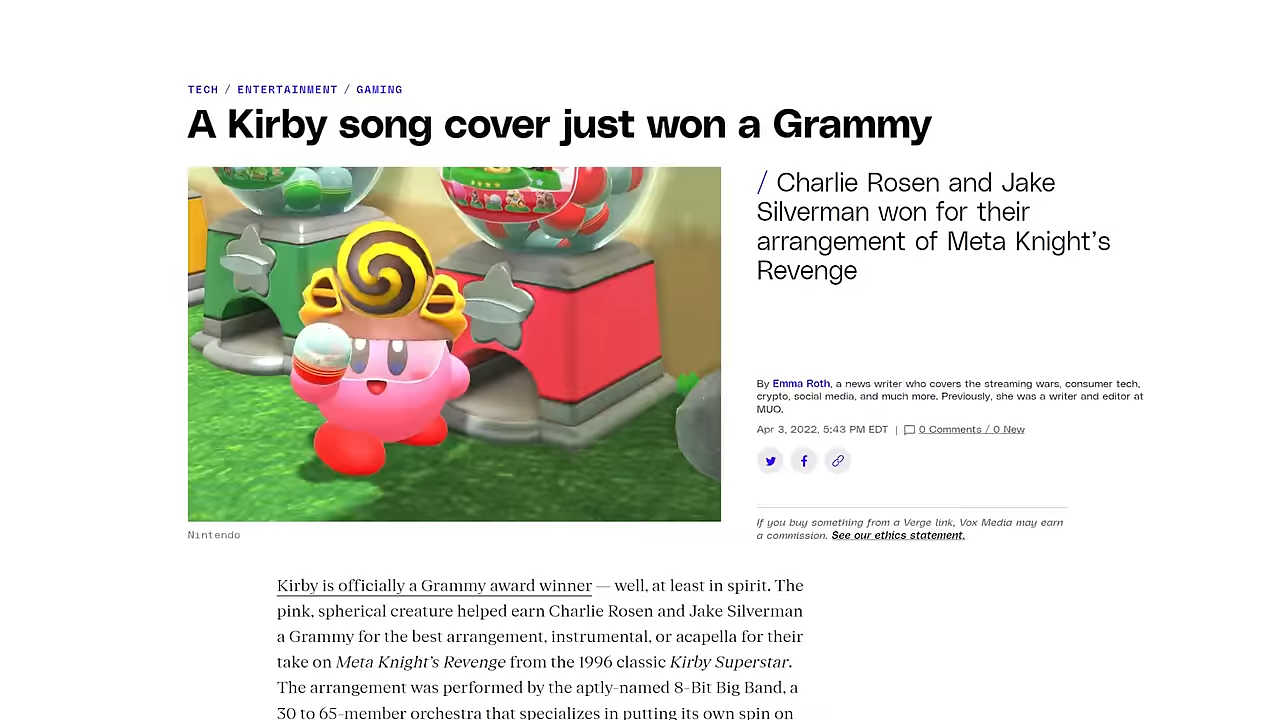 TECH / ENTERTAINMENT / GAMING
A Kirby song cover just won a Grammy
/ Charlie Rosen and Jake
Silverman won for their
arrangement of Meta Knight’s
Revenge
By Emma Roth, a news writer who covers the streaming wars, consumer tech,
crypto, social media, and much more. Previously, she was a writer and editor at
MUO.
Apr 3, 2022, 5:43 PM EDT | 0 Comments / 0 New
If you buy something from a Verge link, Vox Media may earn
a commission. See our ethics statement.
Nintendo
Kirby is officially a Grammy award winner — well, at least in spirit. The
pink, spherical creature helped earn Charlie Rosen and Jake Silverman
a Grammy for the best arrangement, instrumental, or acapella for their
take on Meta Knight’s Revenge from the 1996 classic Kirby Superstar.
The arrangement was performed by the aptly-named 8-Bit Big Band, a
30 to 65-member orchestra that specializes in putting its own spin on